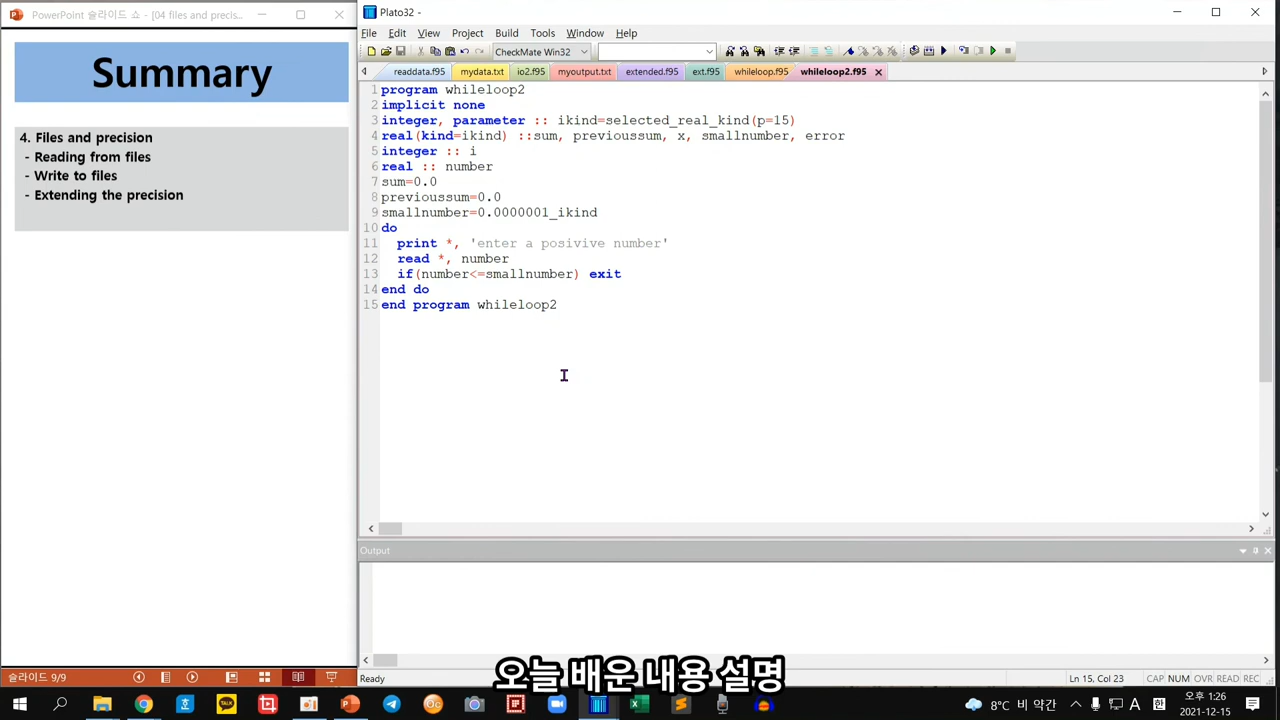 PowerPoint 슬라이드 쇼 - [04 files and precis...
Summary
4. Files and precision
- Reading from files
- Write to files
- Extending the precision
슬라이드 9/9
Plato32 -
File Edit View Project Build Tools Window Help
CheckMate Win32
readdata.f95 mydata.txt io2.f95 myoutput.txt extended.f95 ext.f95 whileloop.f95 whileloop2.f95
1 program whileloop2
2 implicit none
3 integer, parameter :: ikind=selected_real_kind(p=15)
4 real(kind=ikind) ::sum, previoussum, x, smallnumber, error
5 integer :: i
6 real :: number
7 sum=0.0
8 previoussum=0.0
9 smallnumber=0.0000001_ikind
10 do
11 print *, 'enter a posivive number'
12 read *, number
13 if(number<=smallnumber) exit
14 end do
15 end program whileloop2
Output
오늘 배운 내용 설명
Ready Ln 15, Col 23 CAP NUM OVR READ REC
8°C 비 약간 A 한 오후 1:26
2021-12-15